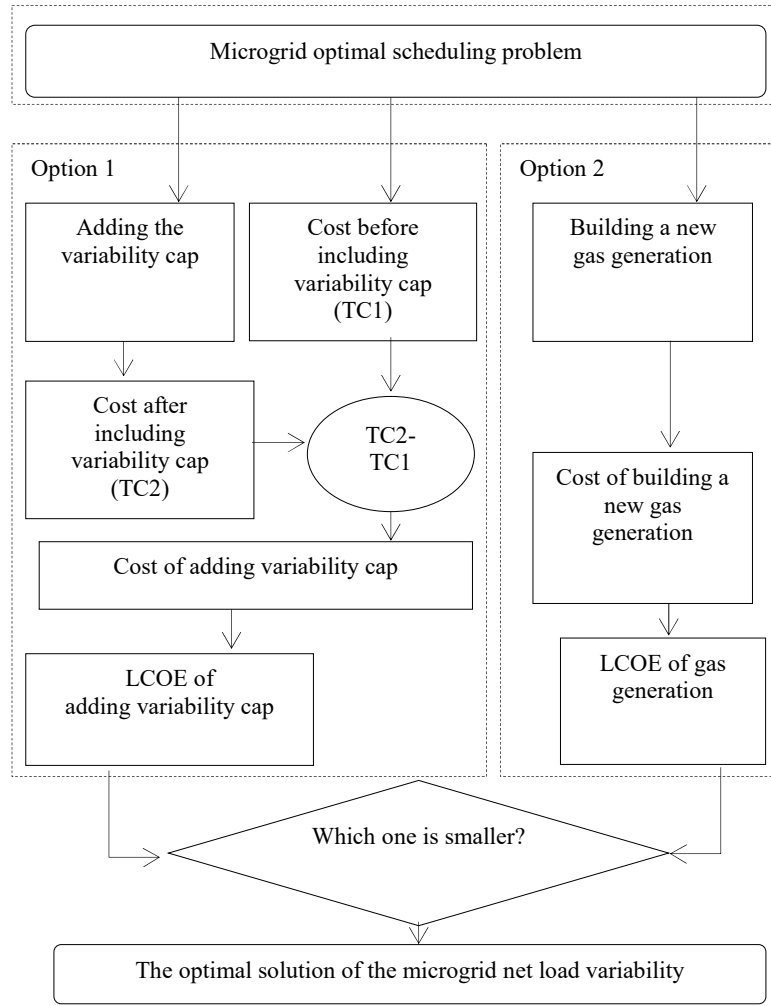 Microgrid optimal scheduling problem
Option 1
Adding the
variability cap
Cost before
including
variability cap
(TC1)
Cost after
including
variability cap
(TC2)
TC2-
TC1
Cost of adding variability cap
LCOE of
adding variability cap
Option 2
Building a new
gas generation
Cost of building a
new gas
generation
LCOE of gas
generation
Which one is smaller?
The optimal solution of the microgrid net load variability